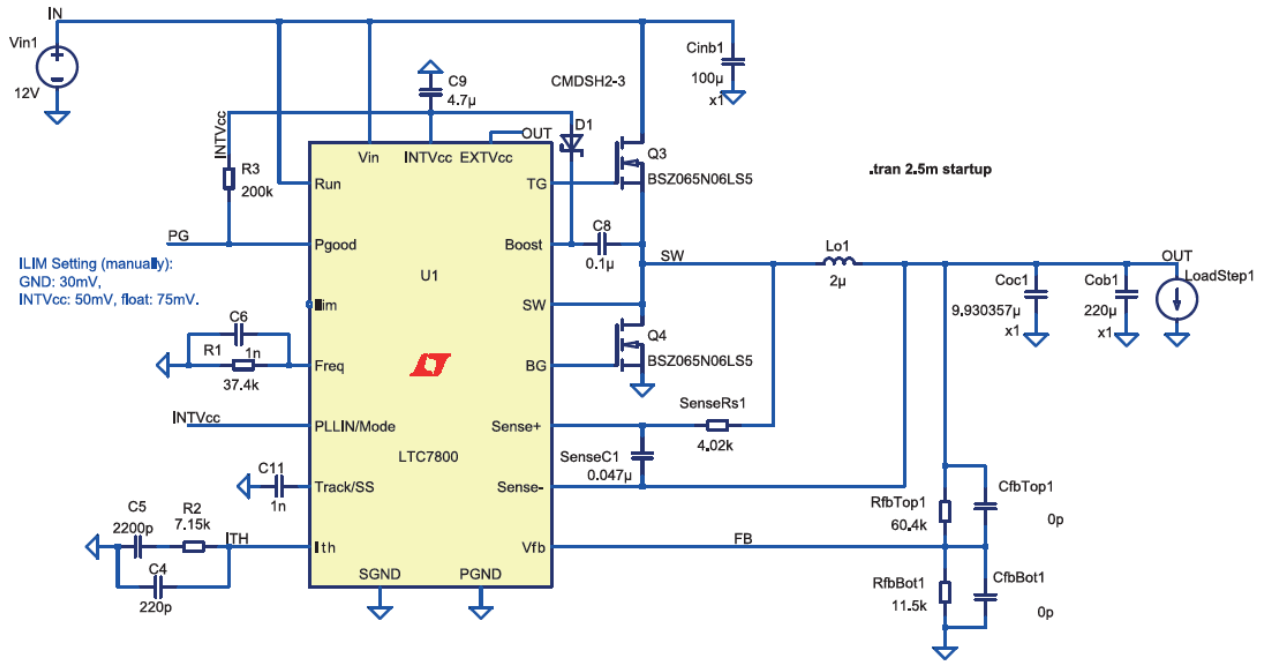 IN
Vin1
12V
Cinb1
100µ
x1
CMDSH2-3
C9
4.7µ
D1
OUT
INTVcc
R3
200k
Vin
INTVcc
EXTVcc
Q3
BSZ065N06LS5
.tran 2.5m startup
Run
TG
PG
Pgood
Boost
C8
0.1µ
SW
Lo1
2µ
OUT
LoadStep1
ILIM Setting (manually):
GND: 30mV,
INTVcc: 50mV, float: 75mV.
U1
Coc1
9.930357µ
x1
Cob1
220µ
x1
Ilim
SW
C6
1n
R1
37.4k
Freq
BG
Q4
BSZ065N06LS5
INTVcc
PLLIN/Mode
Sense+
SenseRs1
4.02k
LTC7800
SenseC1
0.047µ
C11
1n
Track/SS
Sense-
RfbTop1
60.4k
CfbTop1
0p
C5
2200p
R2
7.15k
ITH
Ith
Vfb
FB
C4
220p
SGND
PGND
RfbBot1
11.5k
CfbBot1
0p